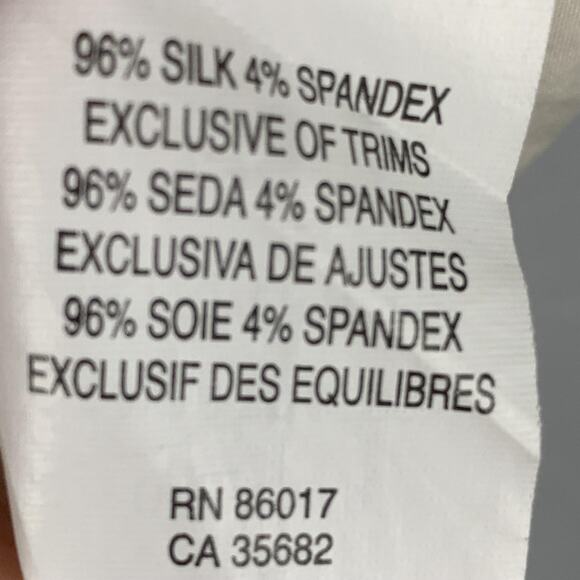 96% SILK 4% SPANDEX
EXCLUSIVE OF TRIMS
96% SEDA 4% SPANDEX
EXCLUSIVA DE AJUSTES
96% SOIE 4% SPANDEX
EXCLUSIF DES EQUILIBRES
RN 86017
CA 35682